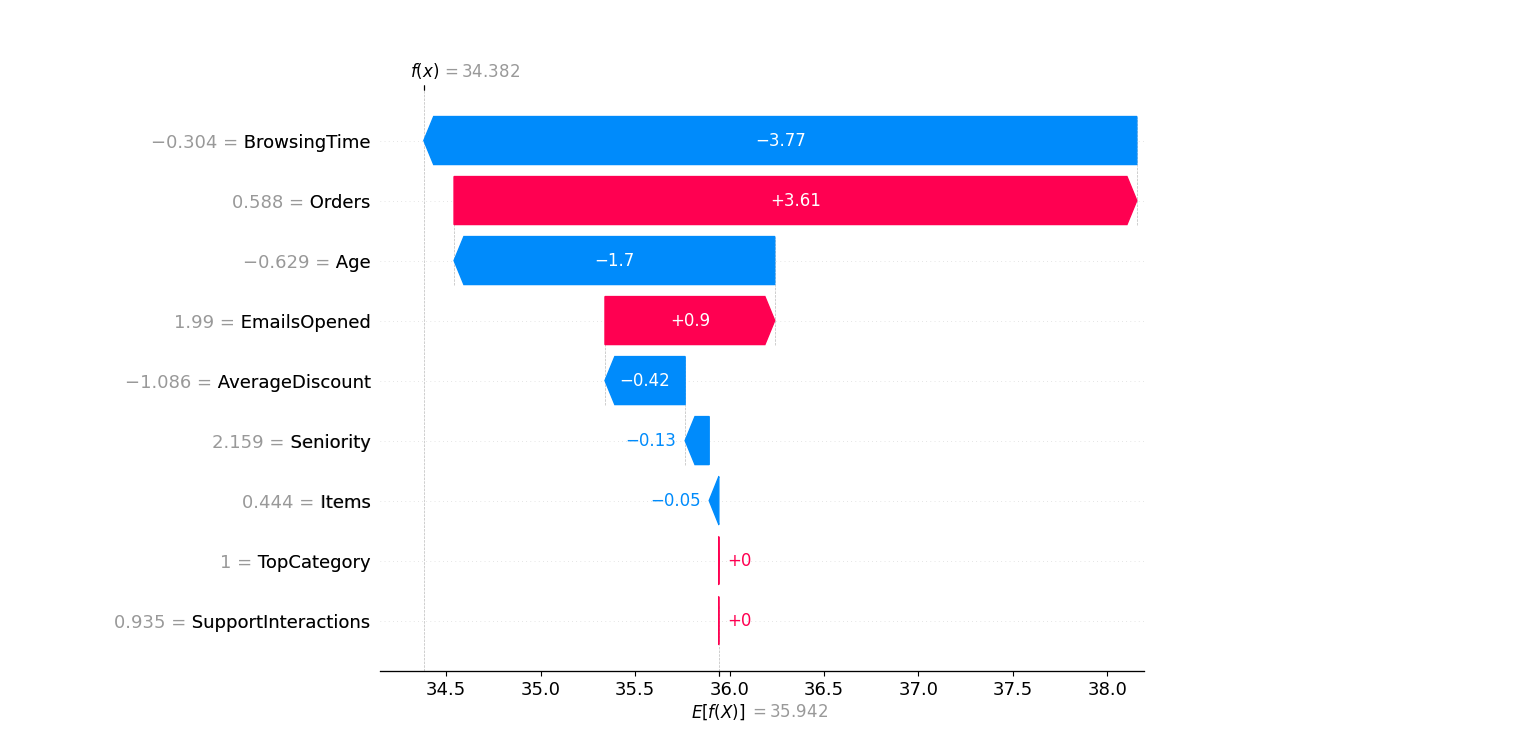 f(x) = 34.382
−0.304 = BrowsingTime −3.77
0.588 = Orders +3.61
−0.629 = Age −1.7
1.99 = EmailsOpened +0.9
−1.086 = AverageDiscount −0.42
2.159 = Seniority −0.13
0.444 = Items −0.05
1 = TopCategory +0
0.935 = SupportInteractions +0
34.5 35.0 35.5 36.0 36.5 37.0 37.5 38.0
E[f(X)] = 35.942